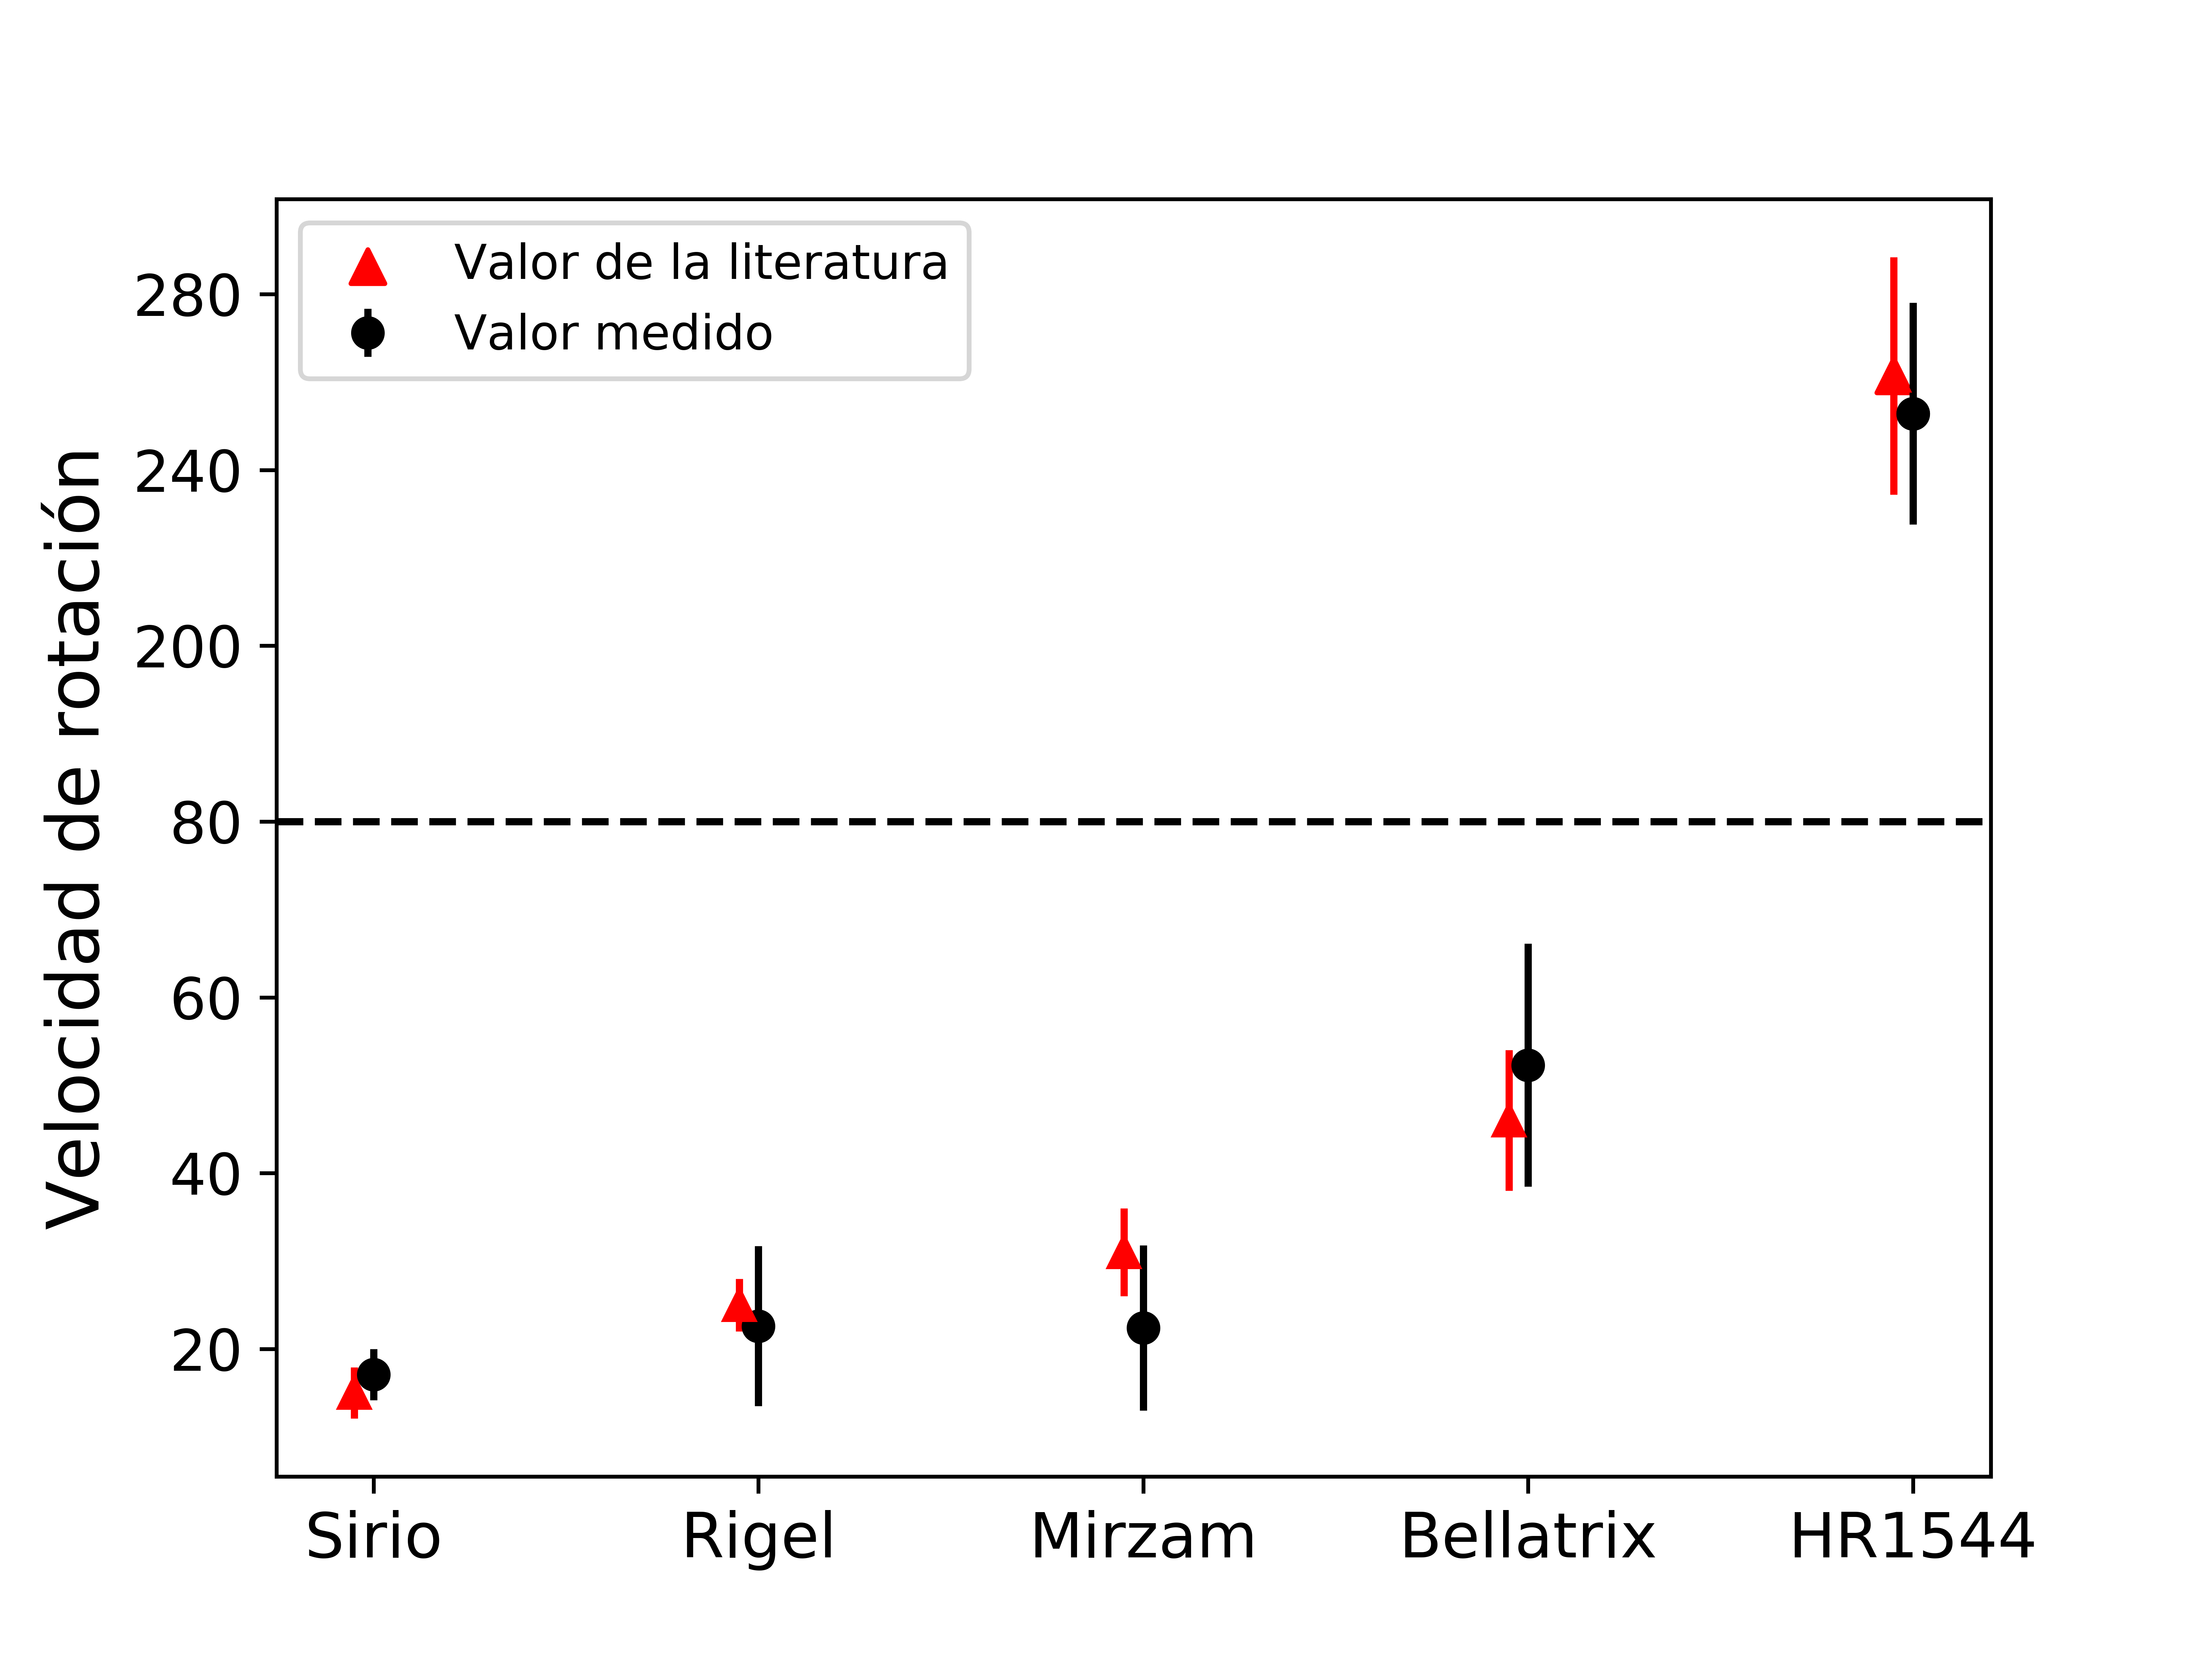 Valor de la literatura
Valor medido
Velocidad de rotación
280
240
200
80
60
40
20
Sirio Rigel Mirzam Bellatrix HR1544